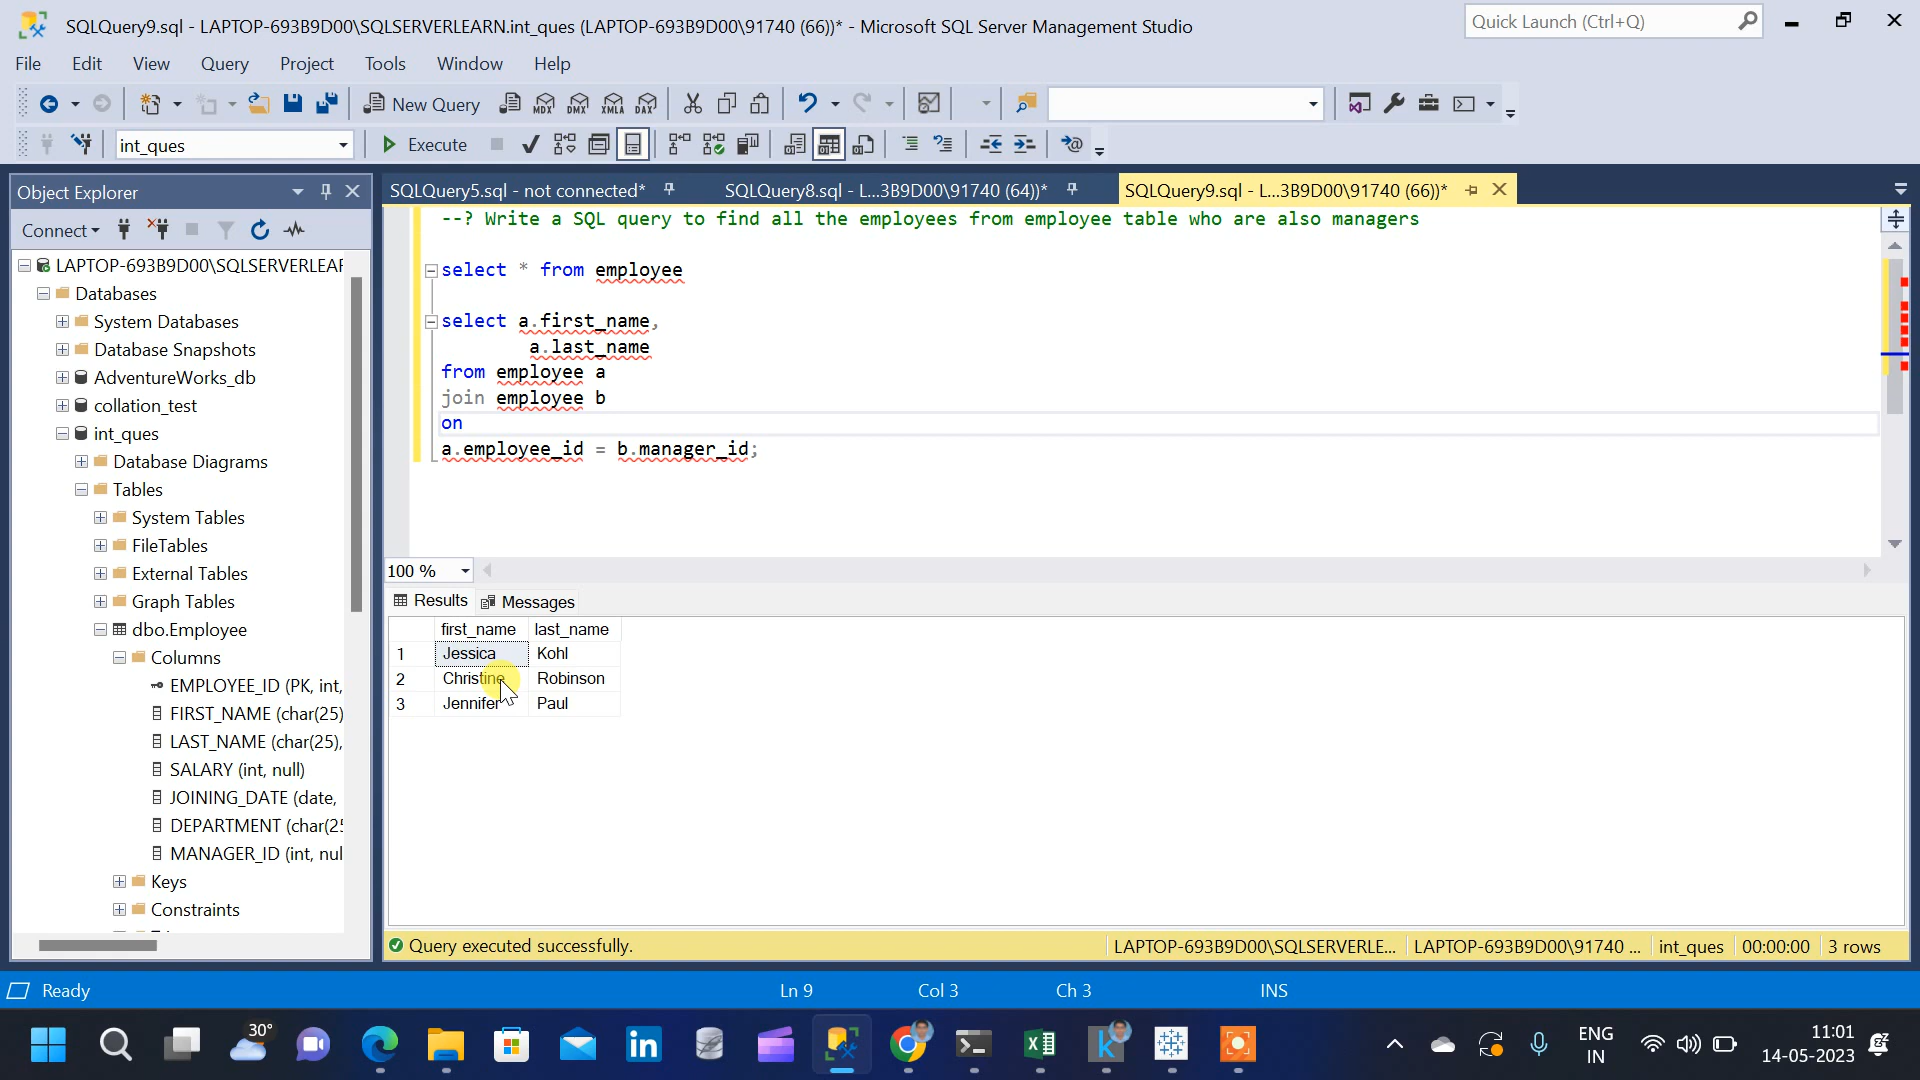 SQLQuery9.sql - LAPTOP-693B9D00\SQLSERVERLEARN.int_ques (LAPTOP-693B9D00\91740 (66))* - Microsoft SQL Server Management Studio
Quick Launch (Ctrl+Q)
File Edit View Query Project Tools Window Help
New Query MDX DMX XMLA DAX
int_ques Execute
Object Explorer
SQLQuery5.sql - not connected* SQLQuery8.sql - L...3B9D00\91740 (64))* SQLQuery9.sql - L...3B9D00\91740 (66))*
Connect
LAPTOP-693B9D00\SQLSERVERLEAR
Databases
System Databases
Database Snapshots
AdventureWorks_db
collation_test
int_ques
Database Diagrams
Tables
System Tables
FileTables
External Tables
Graph Tables
dbo.Employee
Columns
EMPLOYEE_ID (PK, int,
FIRST_NAME (char(25)
LAST_NAME (char(25),
SALARY (int, null)
JOINING_DATE (date,
DEPARTMENT (char(25
MANAGER_ID (int, nul
Keys
Constraints
--? Write a SQL query to find all the employees from employee table who are also managers
select * from employee
select a.first_name,
a.last_name
from employee a
join employee b
on
a.employee_id = b.manager_id;
100 %
Results Messages
first_name last_name
1 Jessica Kohl
2 Christine Robinson
3 Jennifer Paul
Query executed successfully. LAPTOP-693B9D00\SQLSERVERLE... LAPTOP-693B9D00\91740 ... int_ques 00:00:00 3 rows
Ready Ln 9 Col 3 Ch 3 INS
30°
ENG
IN
11:01
14-05-2023